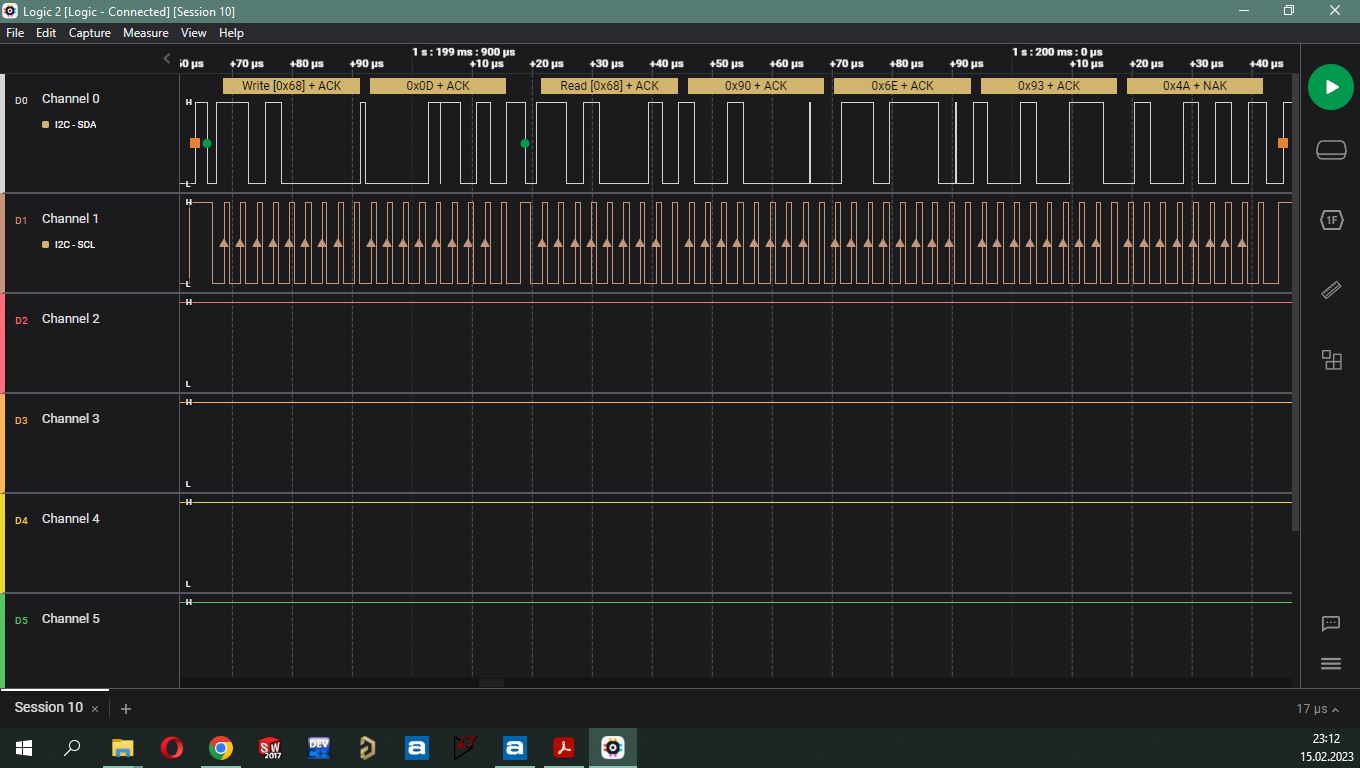 Logic 2 [Logic - Connected] [Session 10]
File Edit Capture Measure View Help
1 s : 199 ms : 900 µs 1 s : 200 ms : 0 µs
+70 µs +80 µs +90 µs +10 µs +20 µs +30 µs +40 µs +50 µs +60 µs +70 µs +80 µs +90 µs +10 µs +20 µs +30 µs +40 µs
Write [0x68] + ACK 0x0D + ACK Read [0x68] + ACK 0x90 + ACK 0x6E + ACK 0x93 + ACK 0x4A + NAK
D0 Channel 0 H
I2C - SDA
L
D1 Channel 1 H
I2C - SCL
L
H
D2 Channel 2
L
H
D3 Channel 3
L
H
D4 Channel 4
L
H
D5 Channel 5
1F
Session 10 × +
17 µs
SW
2017
DEV
C++
a
a
23:12
15.02.2023